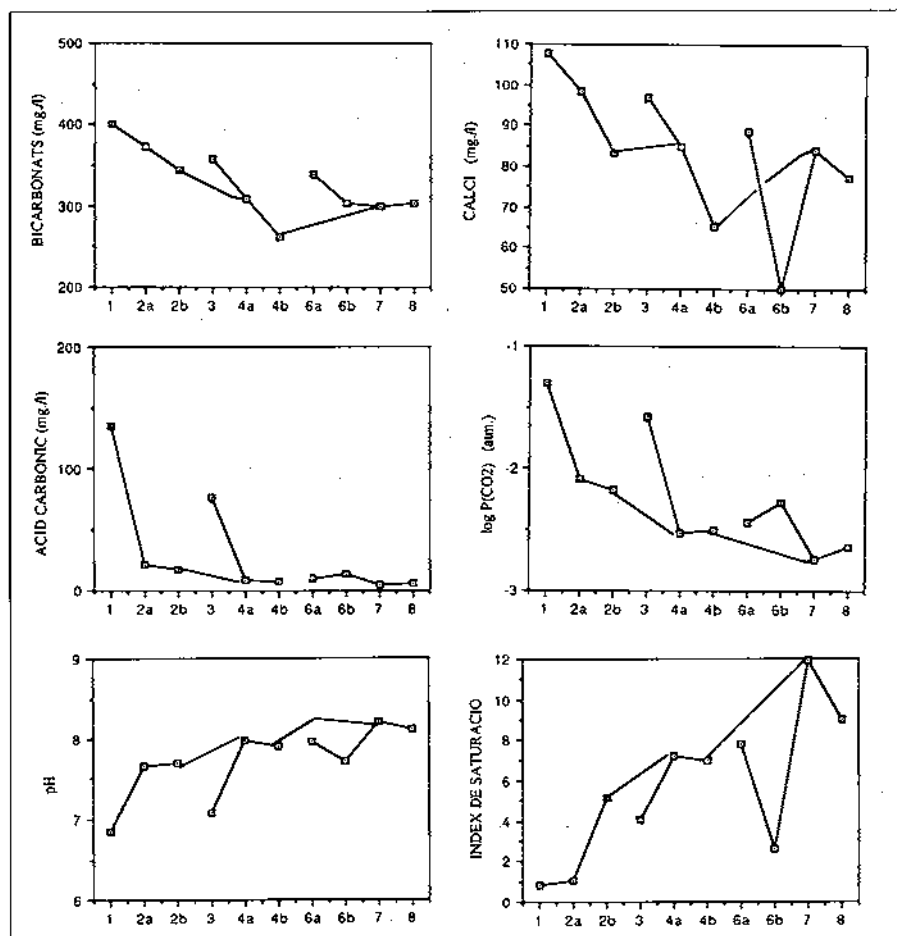 500
400
300
200
BICARBONATS (mg./l)
1 2a 2b 3 4a 4b 6a 6b 7 8
110
100
90
80
70
60
50
CALCI (mg./l)
1 2a 2b 3 4a 4b 6a 6b 7 8
200
100
0
ACID CARBONIC (mg./l)
1 2a 2b 3 4a 4b 6a 6b 7 8
-1
-2
-3
log P(CO2) (atm.)
1 2a 2b 3 4a 4b 6a 6b 7 8
9
8
7
6
pH
1 2a 2b 3 4a 4b 6a 6b 7 8
12
10
8
6
4
2
0
INDEX DE SATURACIO
1 2a 2b 3 4a 4b 6a 6b 7 8